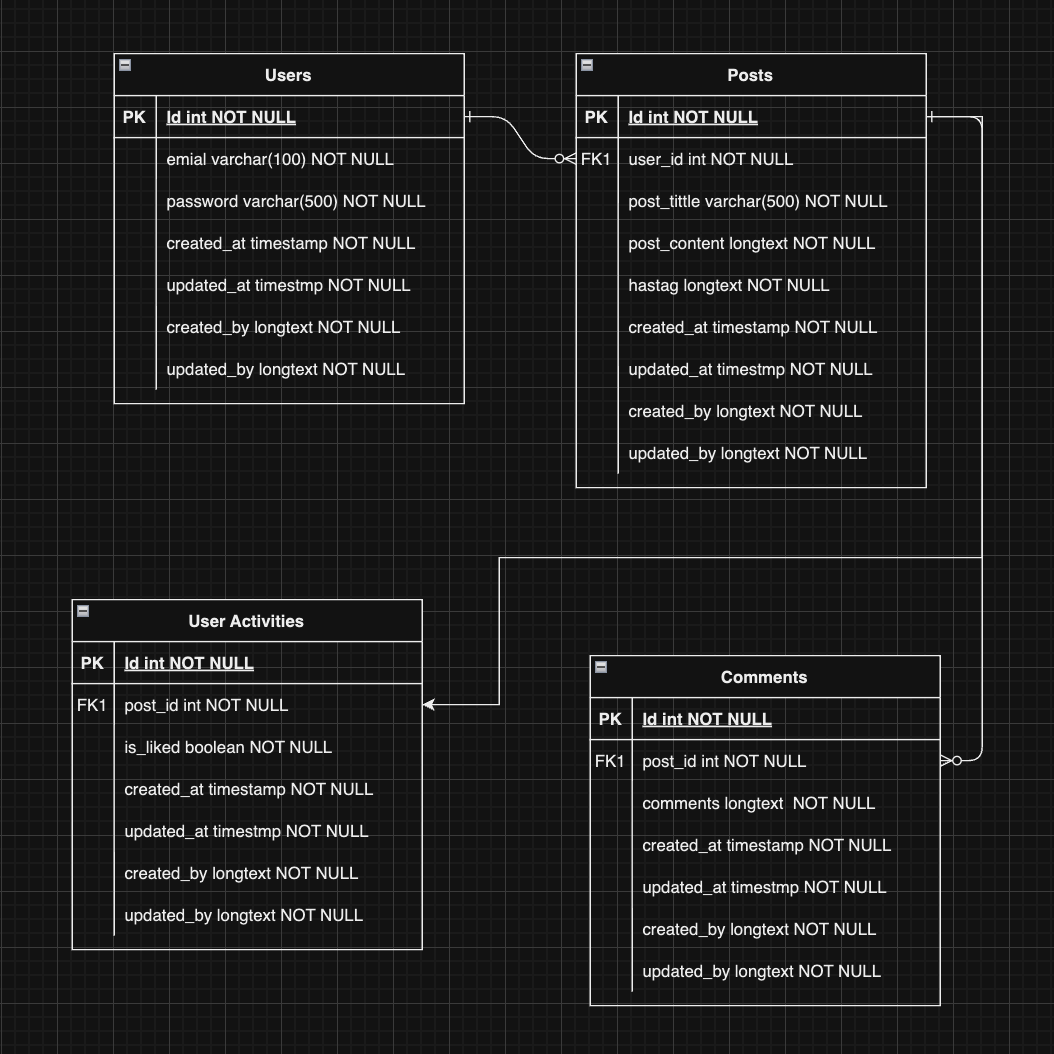 Users
PK Id int NOT NULL
emial varchar(100) NOT NULL
password varchar(500) NOT NULL
created_at timestamp NOT NULL
updated_at timestmp NOT NULL
created_by longtext NOT NULL
updated_by longtext NOT NULL
Posts
PK Id int NOT NULL
FK1 user_id int NOT NULL
post_tittle varchar(500) NOT NULL
post_content longtext NOT NULL
hastag longtext NOT NULL
created_at timestamp NOT NULL
updated_at timestmp NOT NULL
created_by longtext NOT NULL
updated_by longtext NOT NULL
User Activities
PK Id int NOT NULL
FK1 post_id int NOT NULL
is_liked boolean NOT NULL
created_at timestamp NOT NULL
updated_at timestmp NOT NULL
created_by longtext NOT NULL
updated_by longtext NOT NULL
Comments
PK Id int NOT NULL
FK1 post_id int NOT NULL
comments longtext  NOT NULL
created_at timestamp NOT NULL
updated_at timestmp NOT NULL
created_by longtext NOT NULL
updated_by longtext NOT NULL